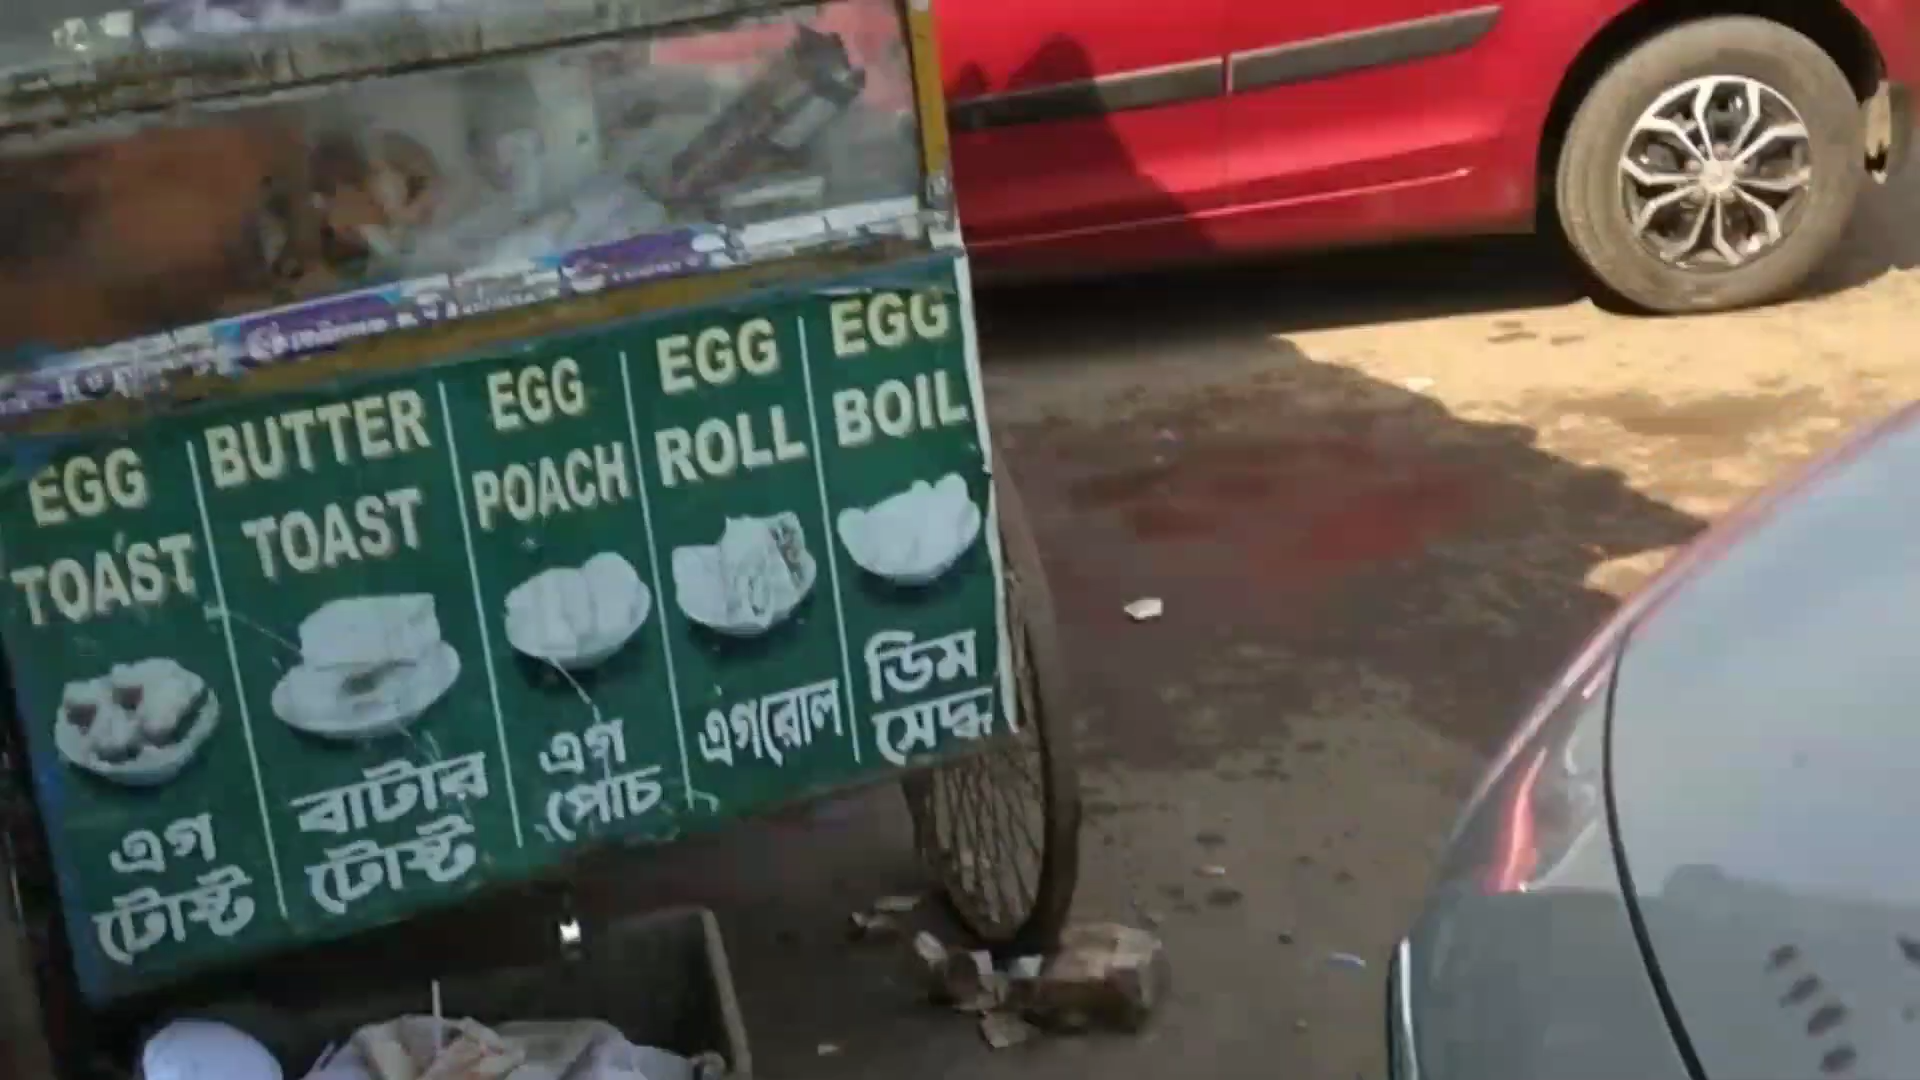 EGG
TOAST
এগ
টোষ্ট
BUTTER
TOAST
বাটার
টোষ্ট
EGG
POACH
এগ
পোচ
EGG
ROLL
এগরোল
EGG
BOIL
ডিম
সেদ্ধ